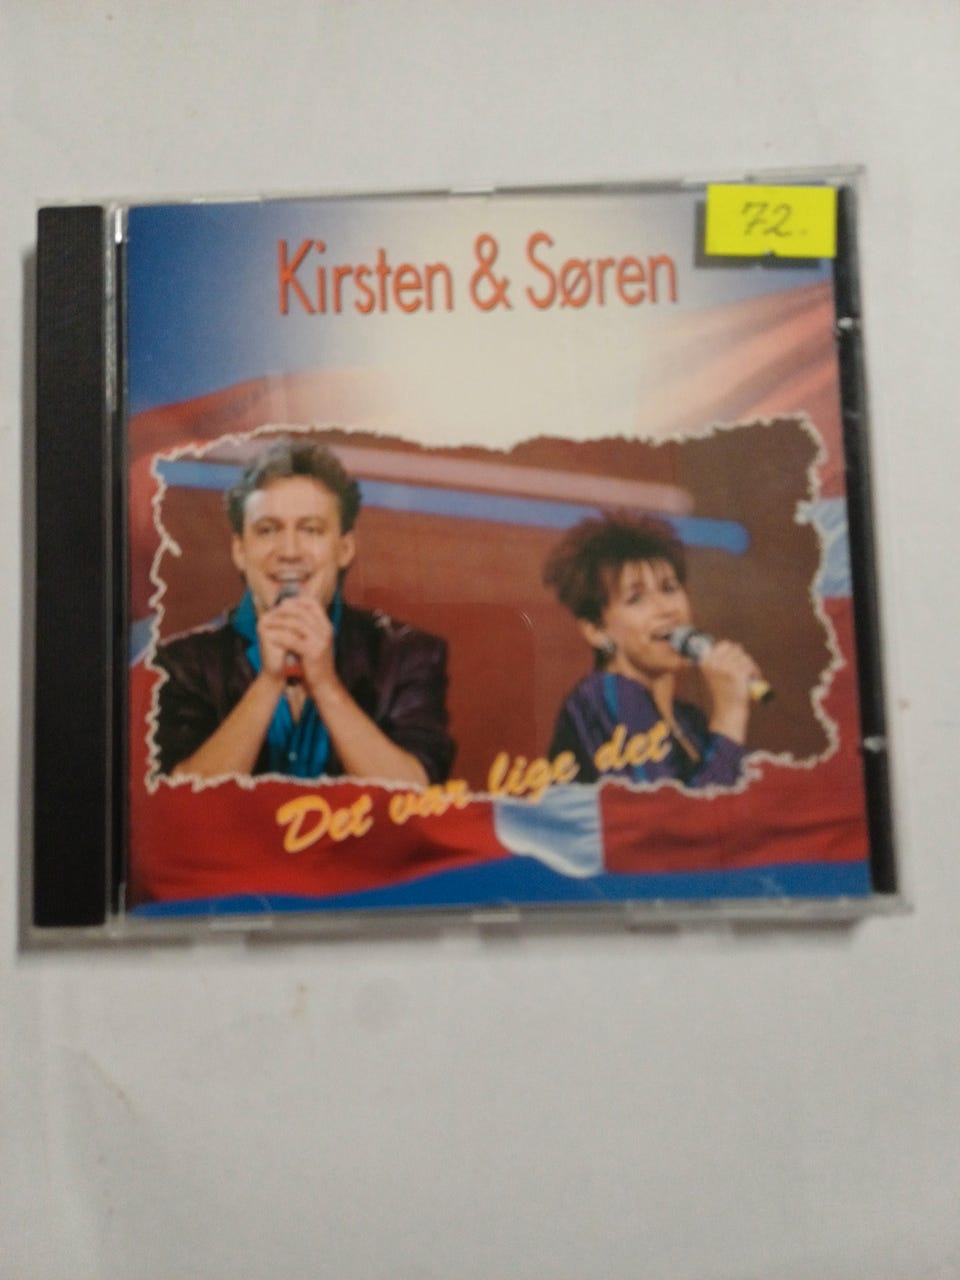 72.
Kirsten & Søren
Det var lige det